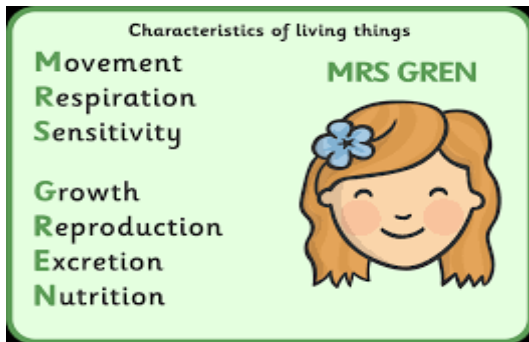 Characteristics of living things
Movement
Respiration
Sensitivity
Growth
Reproduction
Excretion
Nutrition
MRS GREN